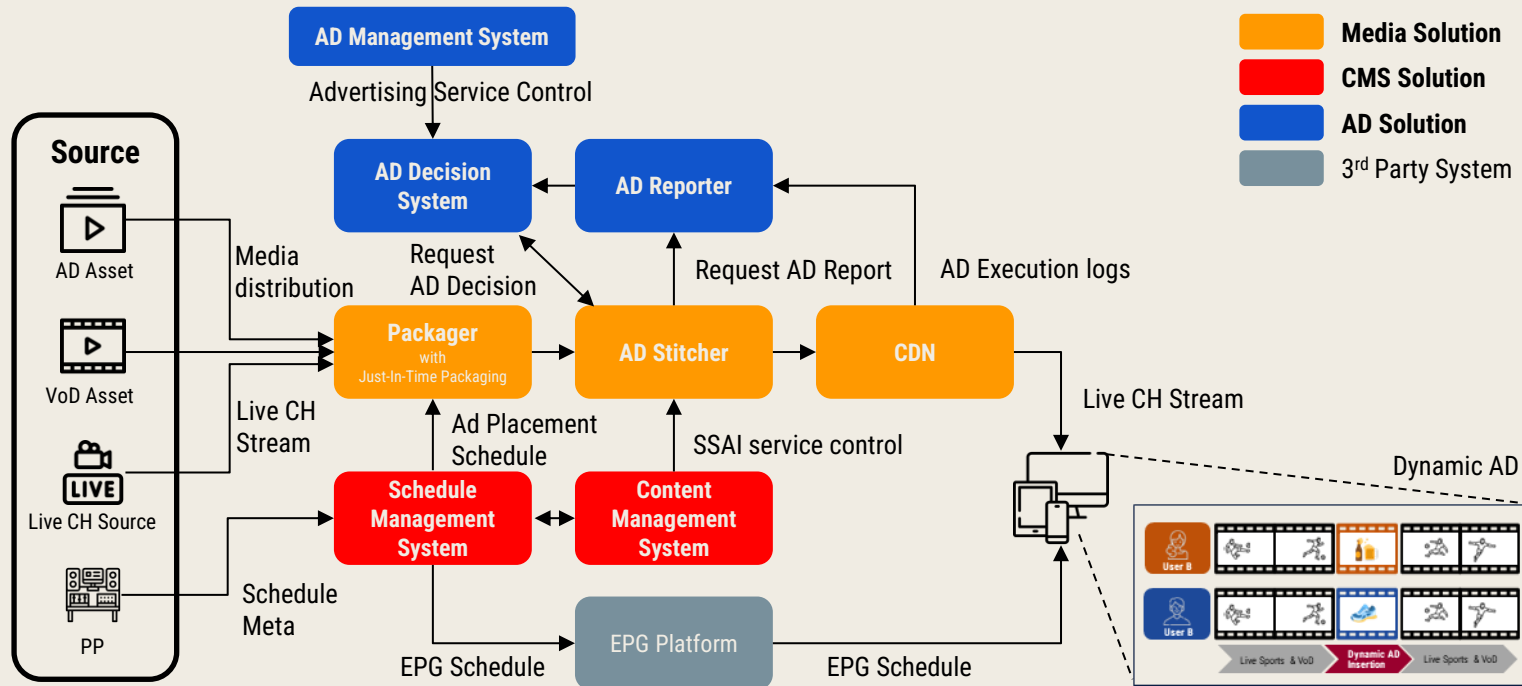 AD Management System
Advertising Service Control
Media Solution
CMS Solution
AD Solution
3rd Party System
Source
AD Asset
VoD Asset
LIVE
Live CH Source
PP
Media
distribution
Live CH
Stream
Schedule
Meta
AD Decision
System
AD Reporter
Request
AD Decision
Request AD Report
AD Execution logs
Packager
with
Just-In-Time Packaging
AD Stitcher
CDN
Live CH Stream
Ad Placement
Schedule
SSAI service control
Schedule
Management
System
Content
Management
System
EPG Schedule
EPG Platform
EPG Schedule
Dynamic AD
User B
User B
Live Sports & VoD
Dynamic AD
Insertion
Live Sports & VoD